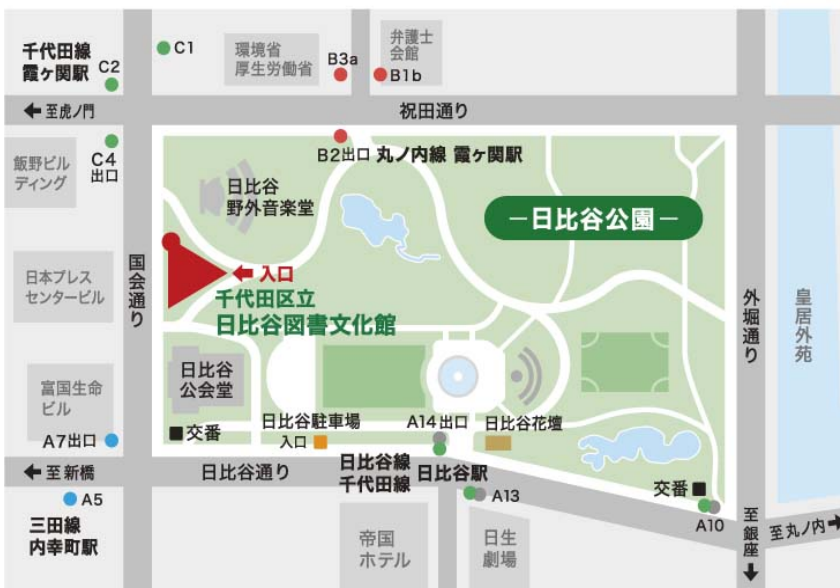 千代田線
霞ヶ関駅
C2
C1
環境省
厚生労働省
B3a
弁護士
会館
B1b
←至虎ノ門
祝田通り
飯野ビル
ディング
C4
出口
B2出口 丸ノ内線 霞ヶ関駅
日比谷
野外音楽堂
－日比谷公園－
国会通り
←入口
千代田区立
日比谷図書文化館
日本プレス
センタービル
外堀通り
皇居外苑
日比谷
公会堂
富国生命
ビル
A7出口
■交番
日比谷駐車場
入口
A14出口
日比谷花壇
←至新橋
日比谷通り
日比谷線
千代田線
日比谷駅
A13
交番■
A10
A5
三田線
内幸町駅
帝国
ホテル
日生
劇場
至銀座↓
至丸ノ内→